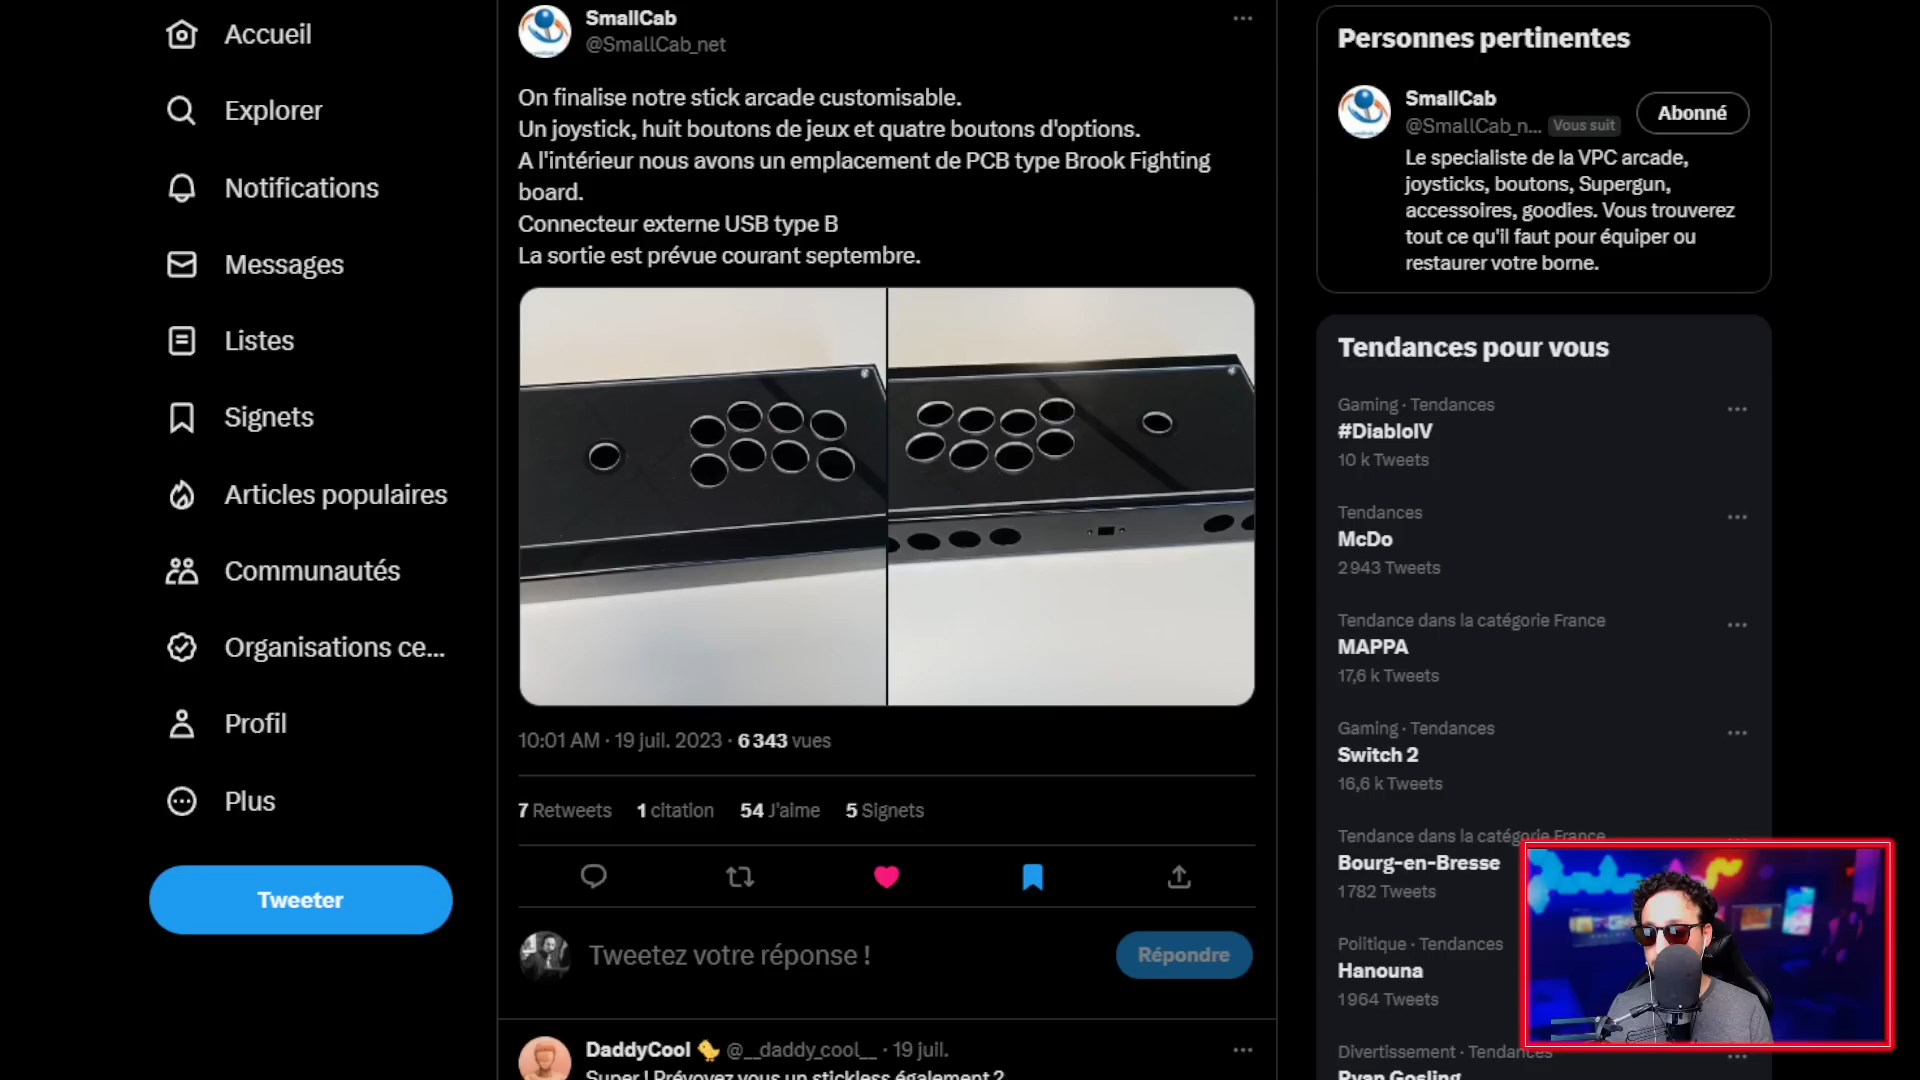 Accueil
Explorer
Notifications
Messages
Listes
Signets
Articles populaires
Communautés
Organisations ce...
Profil
Plus
Tweeter
SmallCab
@SmallCab_net
On finalise notre stick arcade customisable.
Un joystick, huit boutons de jeux et quatre boutons d'options.
A l'intérieur nous avons un emplacement de PCB type Brook Fighting
board.
Connecteur externe USB type B
La sortie est prévue courant septembre.
10:01 AM · 19 juil. 2023 · 6 343 vues
7 Retweets 1 citation 54 J'aime 5 Signets
Tweetez votre réponse !
Répondre
DaddyCool 🐤 @__daddy_cool__ · 19 juil.
Super ! Prévoyez vous un stickless également ?
Personnes pertinentes
SmallCab
@SmallCab_n... Vous suit
Abonné
Le specialiste de la VPC arcade,
joysticks, boutons, Supergun,
accessoires, goodies. Vous trouverez
tout ce qu'il faut pour équiper ou
restaurer votre borne.
Tendances pour vous
Gaming · Tendances
#DiabloIV
10 k Tweets
Tendances
McDo
2 943 Tweets
Tendance dans la catégorie France
MAPPA
17,6 k Tweets
Gaming · Tendances
Switch 2
16,6 k Tweets
Tendance dans la catégorie France
Bourg-en-Bresse
1 782 Tweets
Politique · Tendances
Hanouna
1 964 Tweets
Divertissement · Tendances
Ryan Gosling